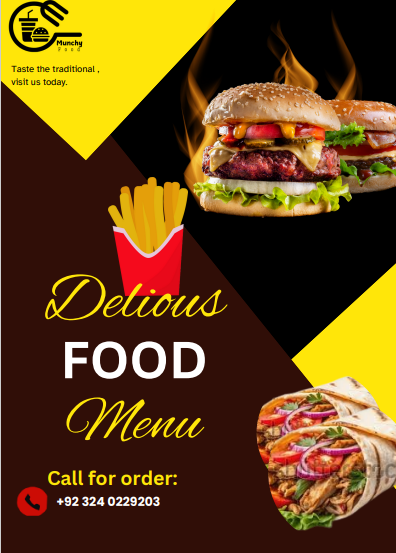 Munchy
Food
Taste the traditional ,
visit us today.
Delious
FOOD
Menu
Call for order:
+92 324 0229203